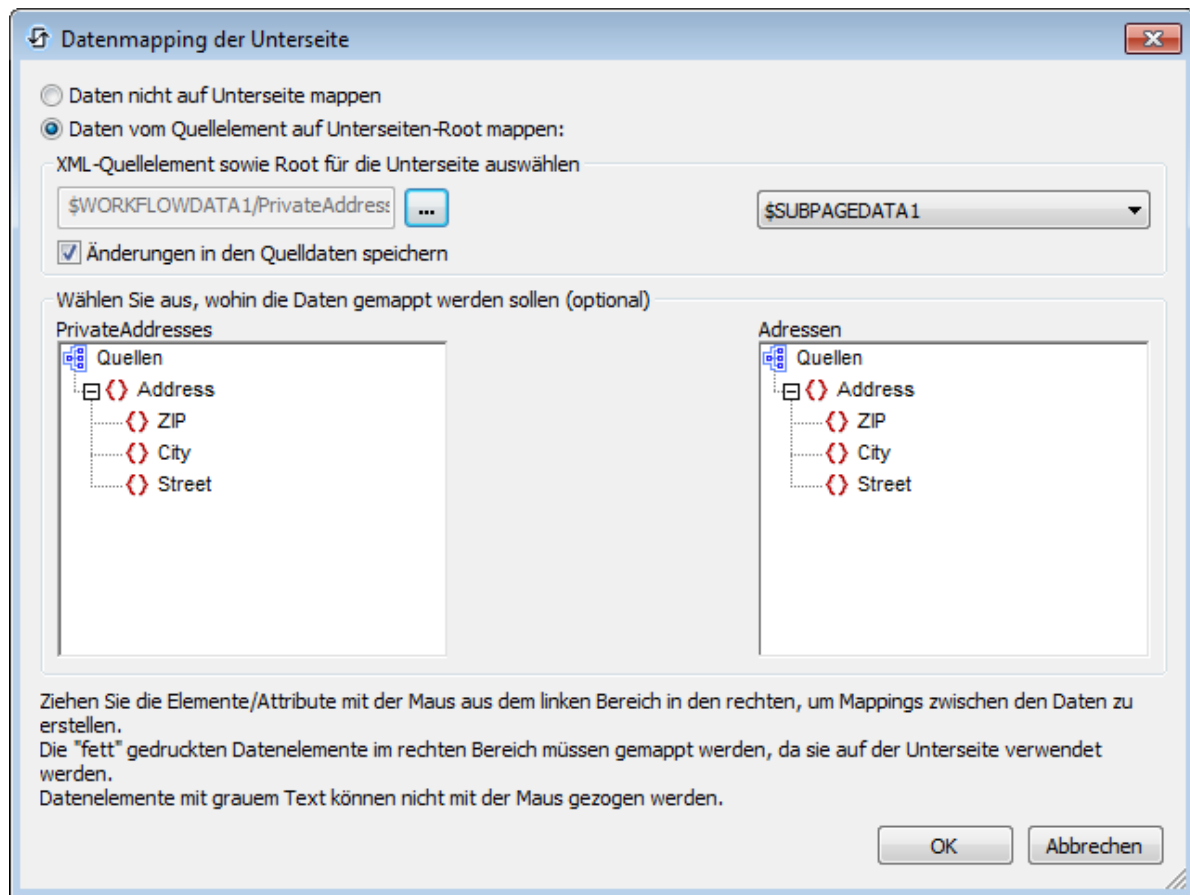 Datenmapping der Unterseite
Daten nicht auf Unterseite mappen
Daten vom Quellelement auf Unterseiten-Root mappen:
XML-Quellelement sowie Root für die Unterseite auswählen
$WORKFLOWDATA1/PrivateAddress ... $SUBPAGEDATA1
Änderungen in den Quelldaten speichern
Wählen Sie aus, wohin die Daten gemappt werden sollen (optional)
PrivateAddresses Adressen
Quellen Quellen
Address Address
ZIP ZIP
City City
Street Street
Ziehen Sie die Elemente/Attribute mit der Maus aus dem linken Bereich in den rechten, um Mappings zwischen den Daten zu
erstellen.
Die "fett" gedruckten Datenelemente im rechten Bereich müssen gemappt werden, da sie auf der Unterseite verwendet
werden.
Datenelemente mit grauem Text können nicht mit der Maus gezogen werden.
OK Abbrechen